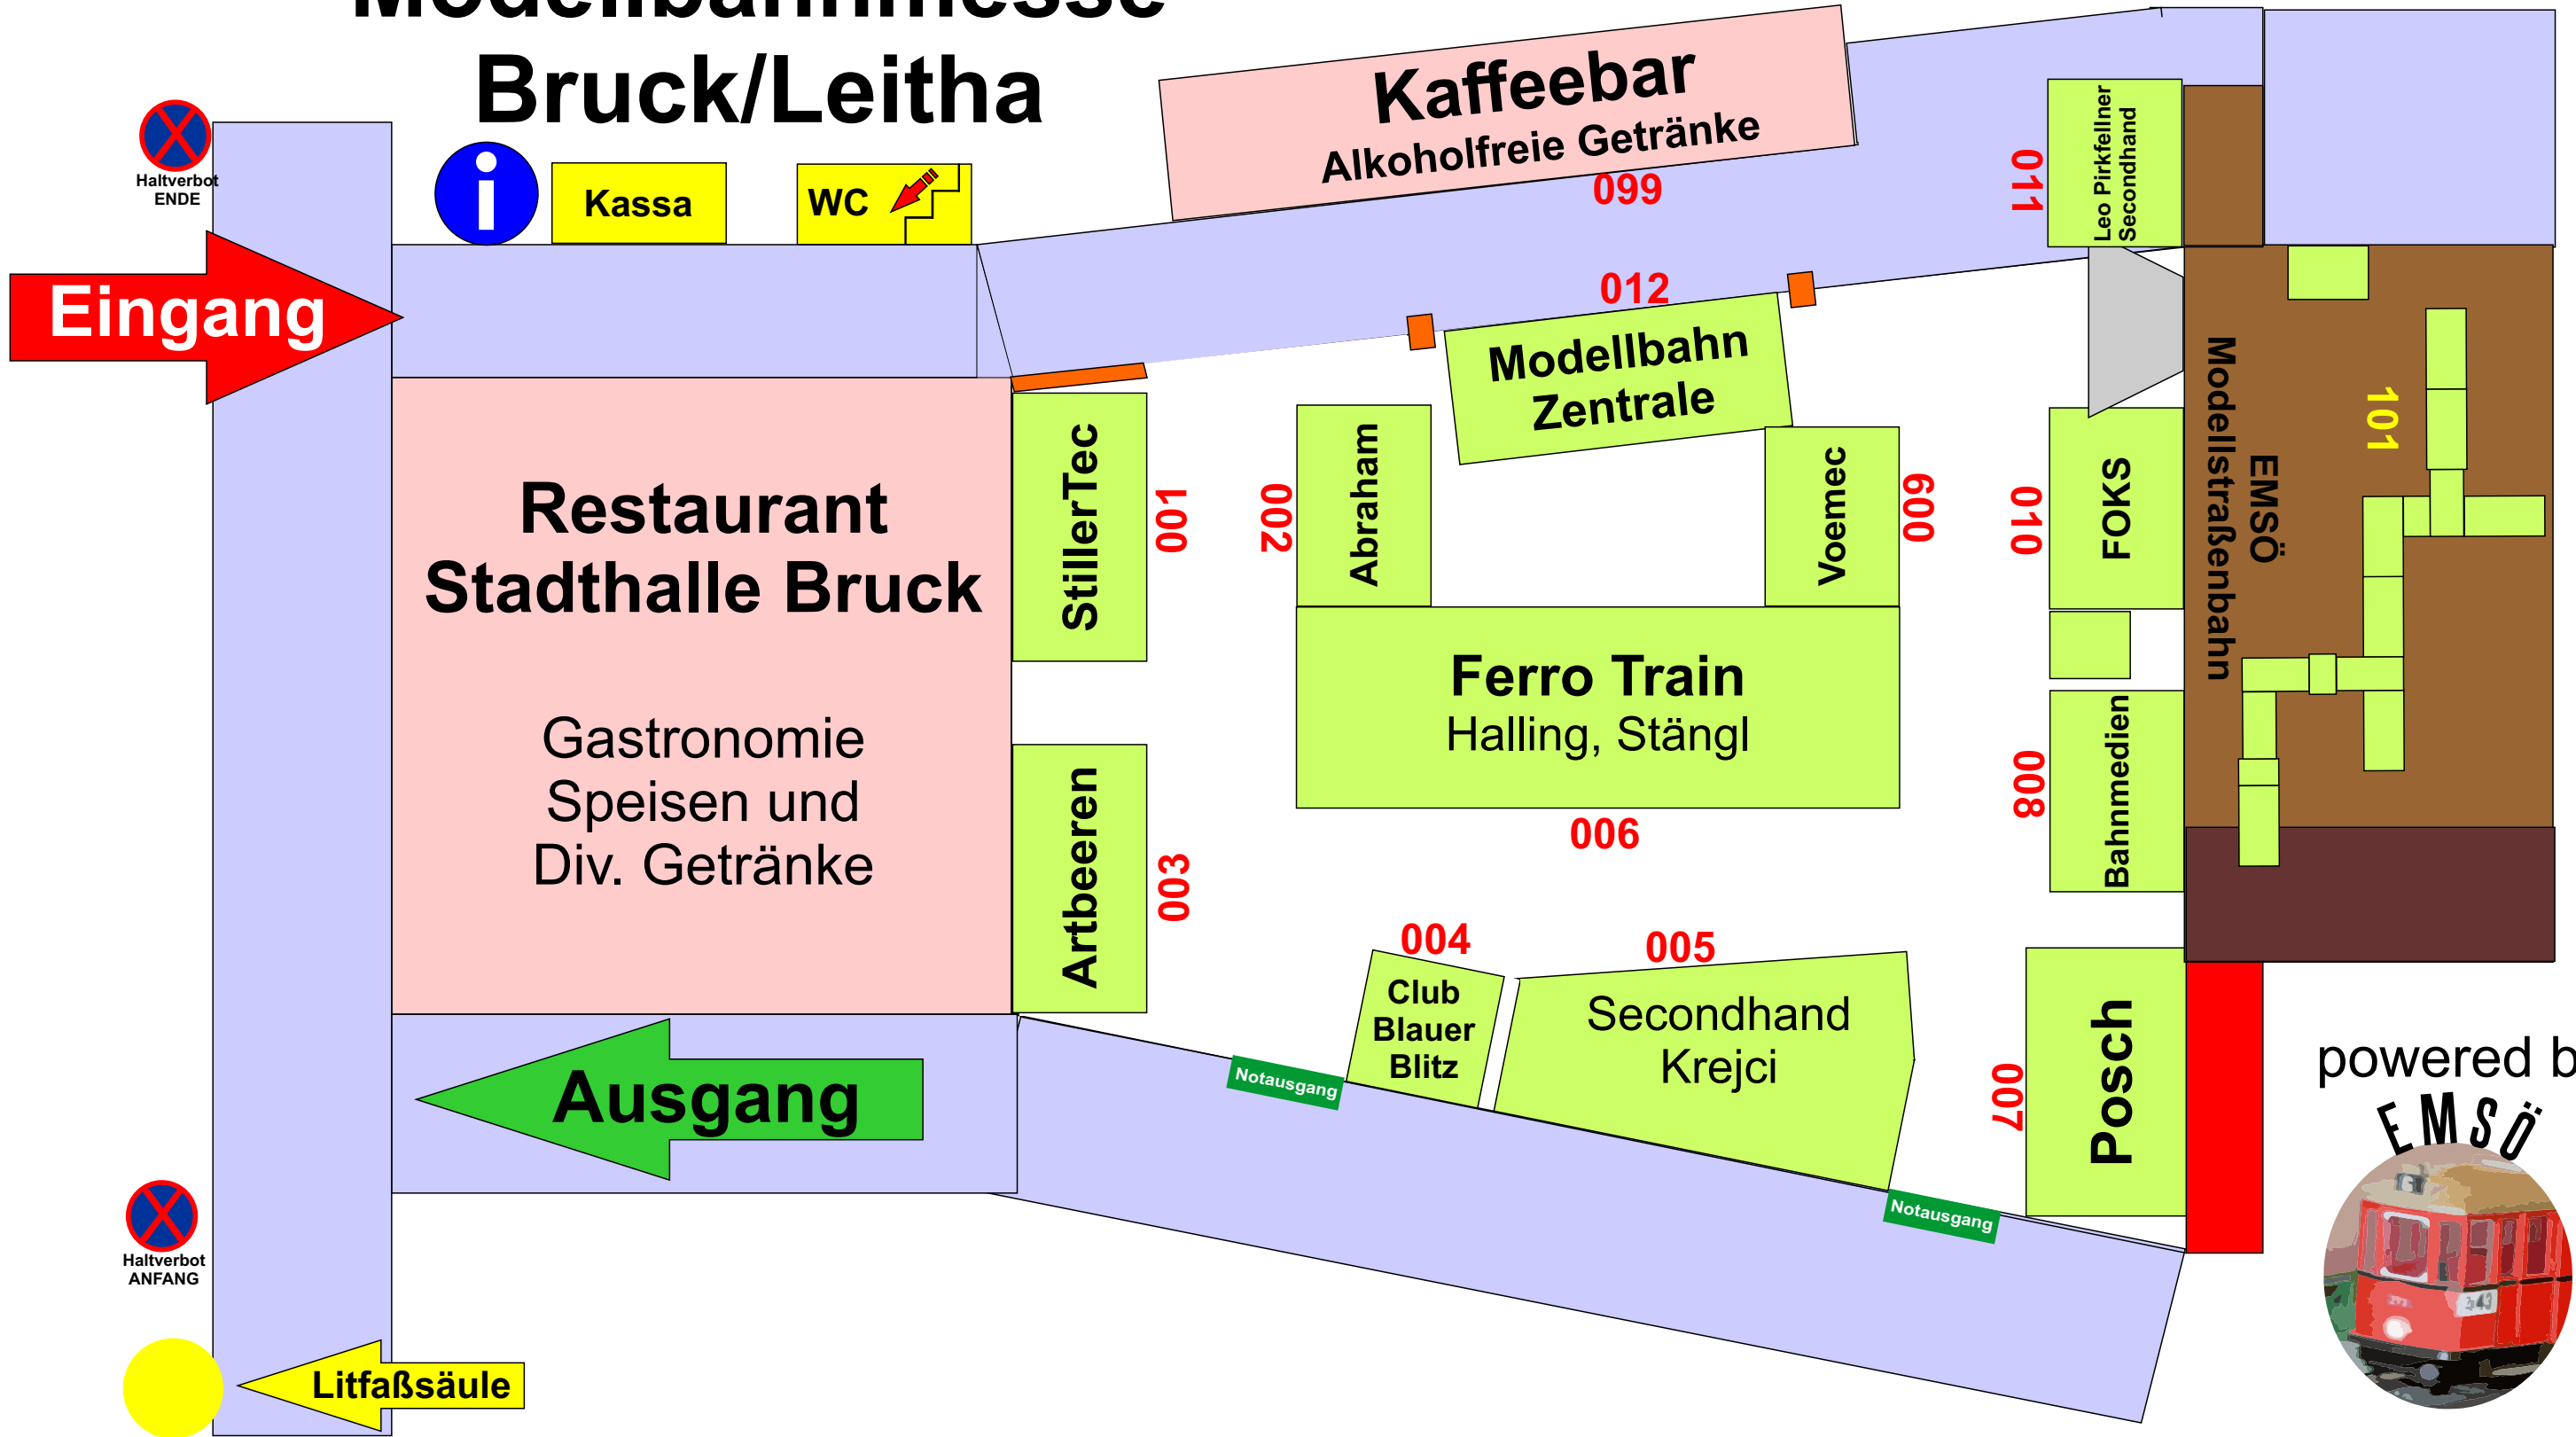 Modellbahnmesse
Bruck/Leitha
Haltverbot
ENDE
i
Kassa
WC
Kaffeebar
Alkoholfreie Getränke
099
011
Leo Pirkfellner
Secondhand
Eingang
012
Modellbahn
Zentrale
Restaurant
Stadthalle Bruck
Gastronomie
Speisen und
Div. Getränke
StillerTec
001
002
Abraham
Voemec
009
010
FOKS
EMSÖ
Modellstraßenbahn
101
Ferro Train
Halling, Stängl
006
Artbeeren
003
008
Bahnmedien
004
Club
Blauer
Blitz
005
Secondhand
Krejci
007
Posch
Ausgang
Notausgang
Notausgang
powered b
EMSÖ
Haltverbot
ANFANG
Litfaßsäule